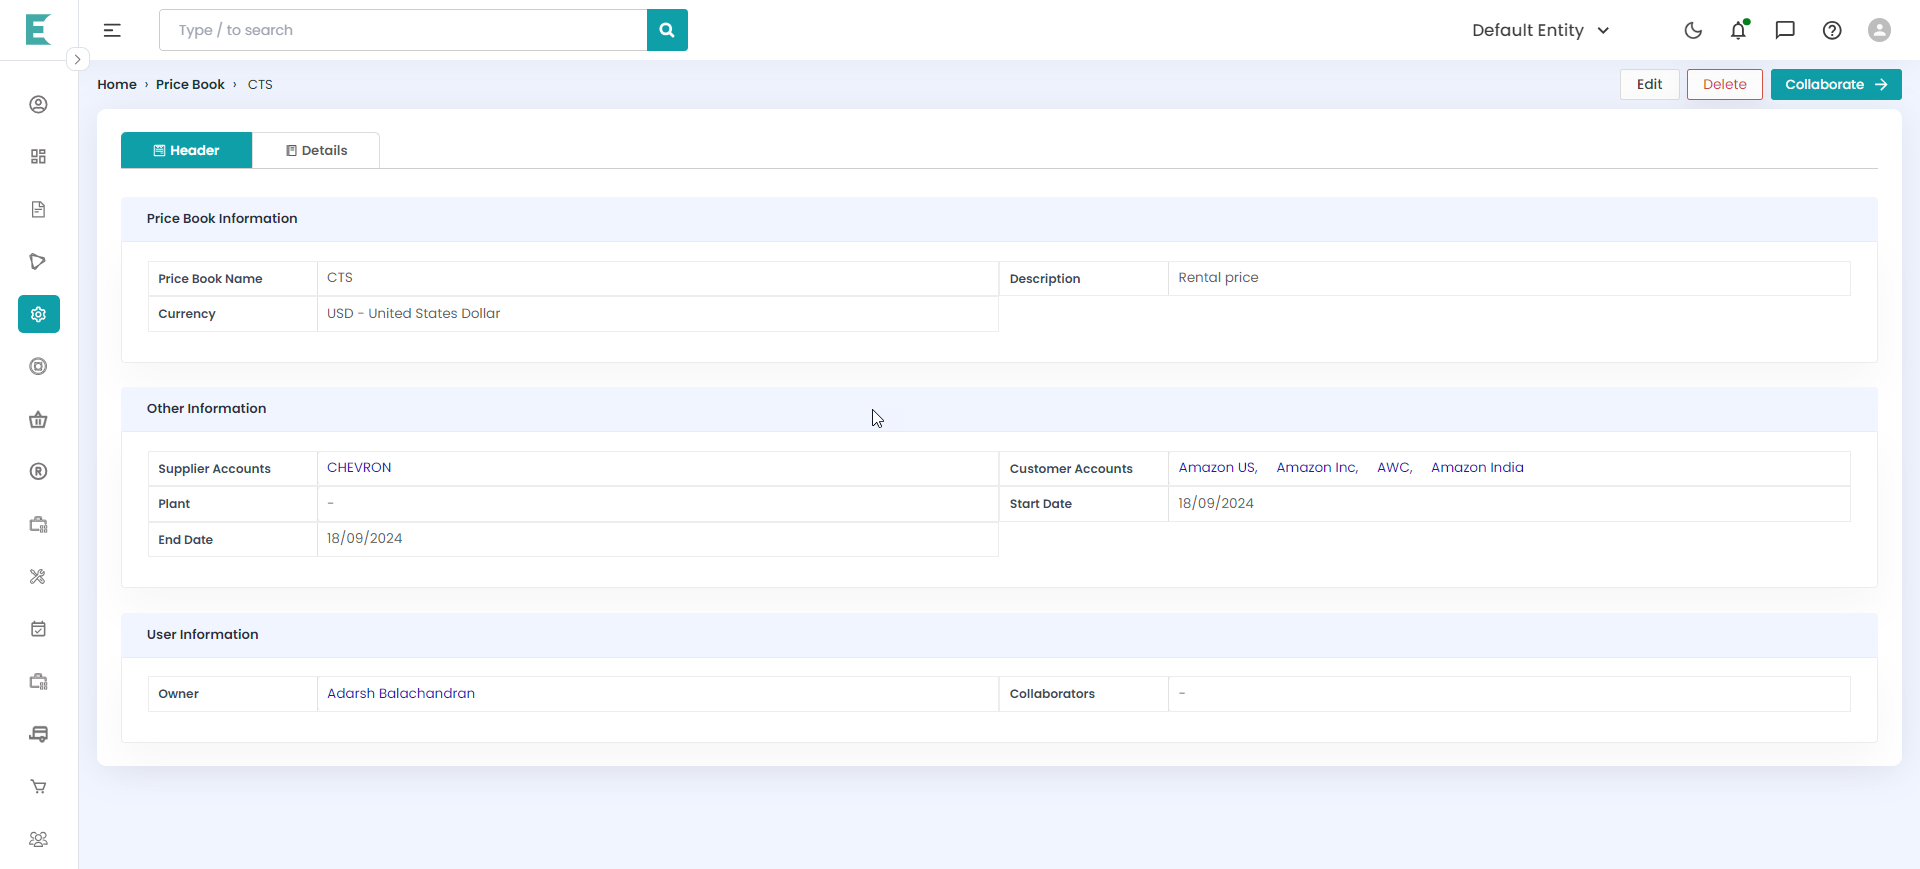 Type / to search
Default Entity
Home › Price Book › CTS
Edit Delete Collaborate
Header Details
Price Book Information
Price Book Name CTS Description Rental price
Currency USD - United States Dollar
Other Information
Supplier Accounts CHEVRON Customer Accounts Amazon US, Amazon Inc, AWC, Amazon India
Plant - Start Date 18/09/2024
End Date 18/09/2024
User Information
Owner Adarsh Balachandran Collaborators -